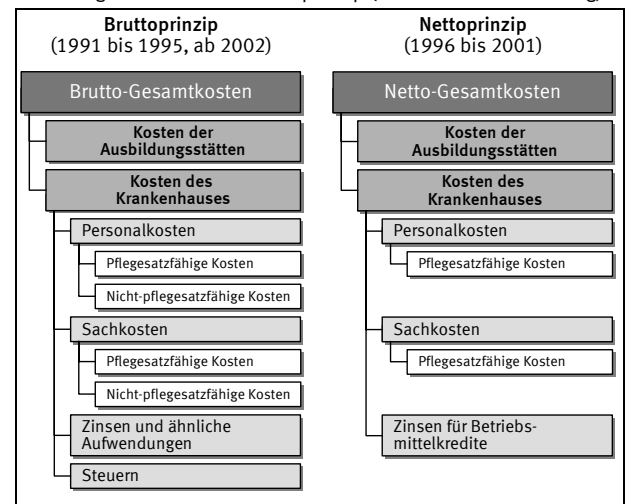 Bruttoprinzip
(1991 bis 1995, ab 2002)
Brutto-Gesamtkosten
Kosten der
Ausbildungsstätten
Kosten des
Krankenhauses
Personalkosten
Pflegesatzfähige Kosten
Nicht-pflegesatzfähige Kosten
Sachkosten
Pflegesatzfähige Kosten
Nicht-pflegesatzfähige Kosten
Zinsen und ähnliche
Aufwendungen
Steuern
Nettoprinzip
(1996 bis 2001)
Netto-Gesamtkosten
Kosten der
Ausbildungsstätten
Kosten des
Krankenhauses
Personalkosten
Pflegesatzfähige Kosten
Sachkosten
Pflegesatzfähige Kosten
Zinsen für Betriebs-
mittelkredite